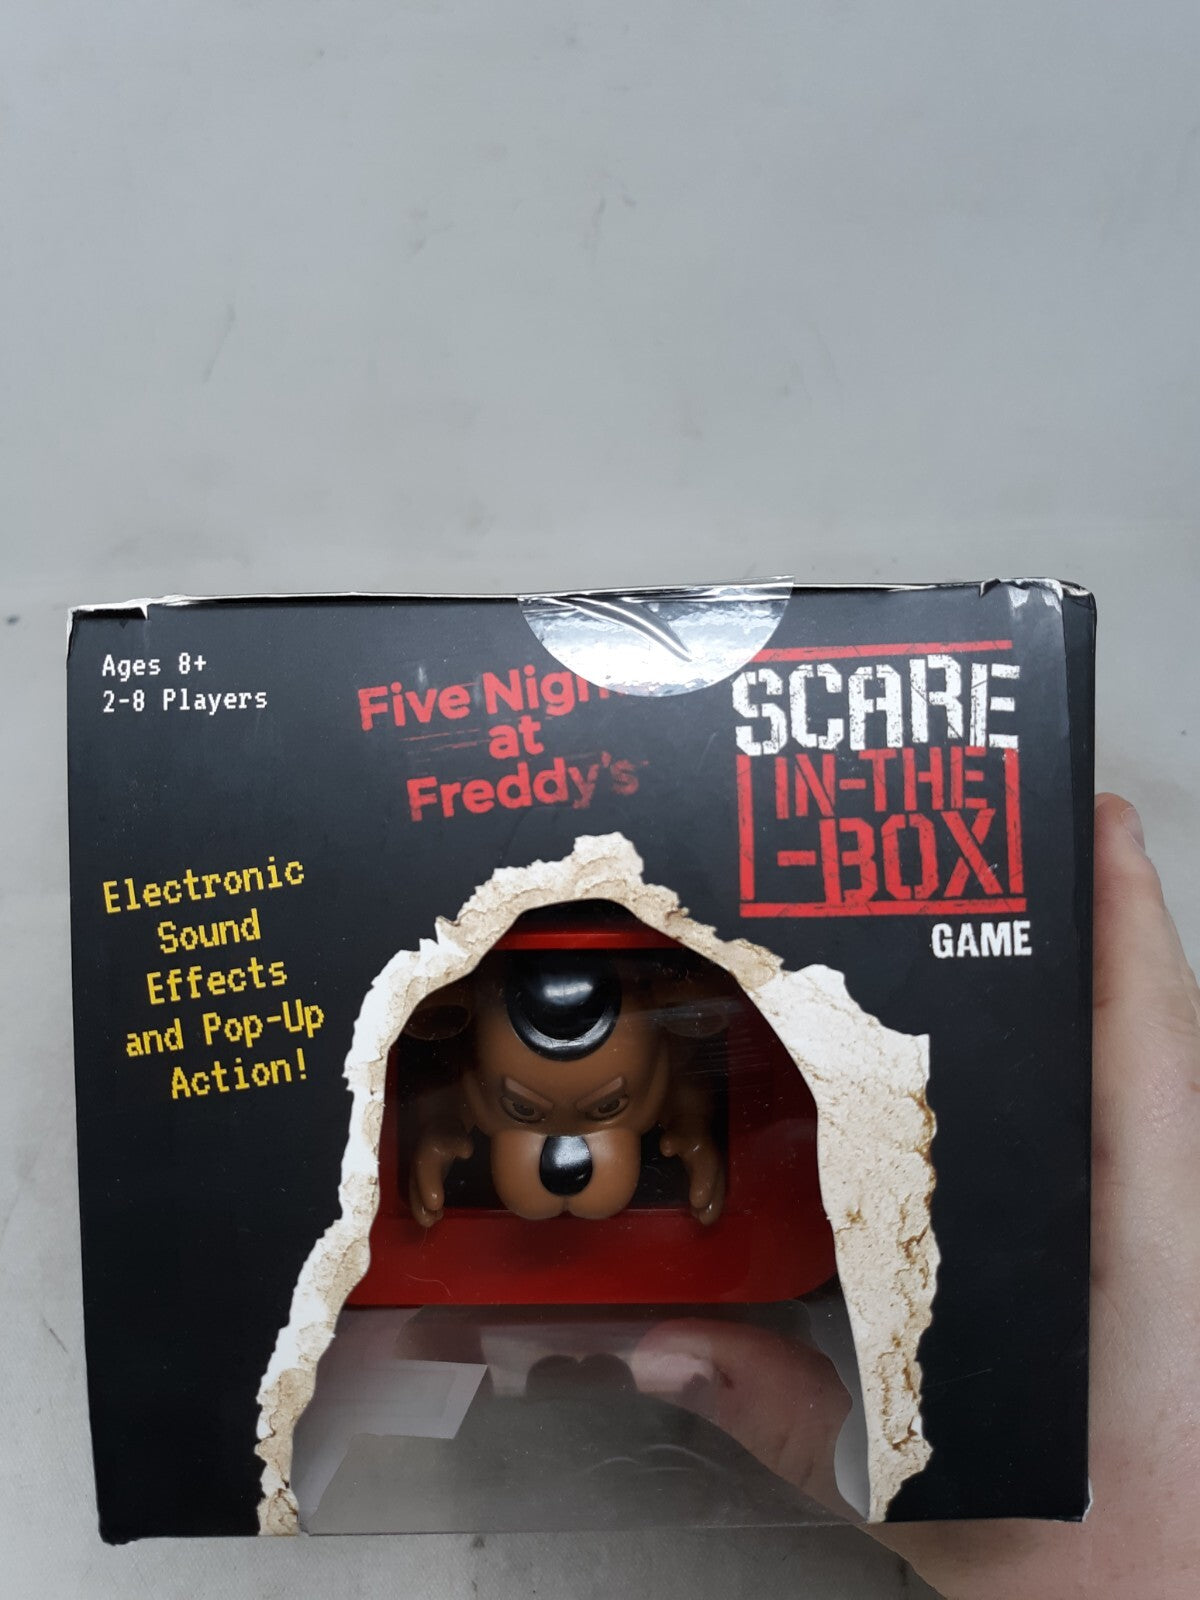 Ages 8+
2-8 Players
Five
at
Freddy's
SCARE
IN-THE
-BOX
GAME
Electronic
Sound
Effects
and Pop-Up
Action!